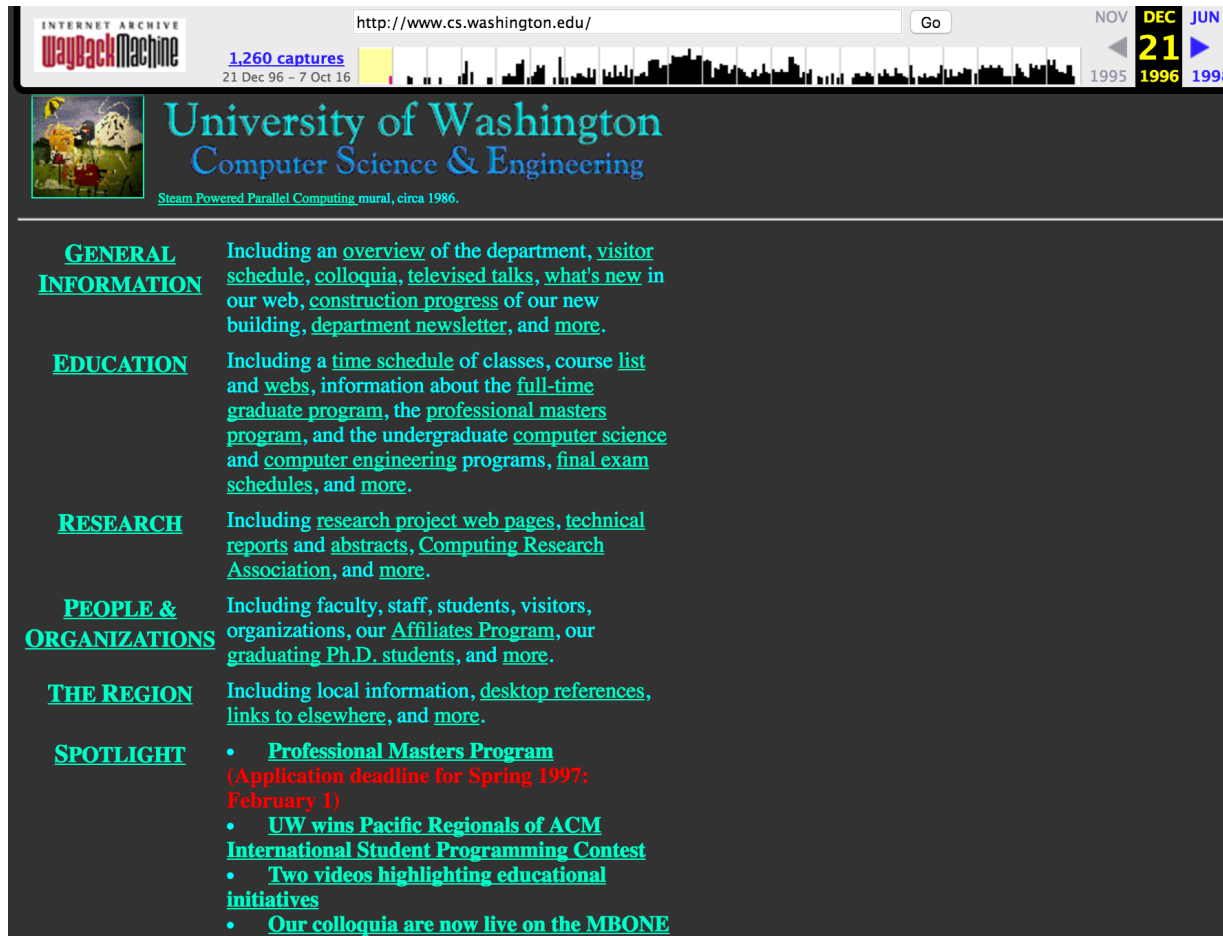 INTERNET ARCHIVE
WayBackMachine
http://www.cs.washington.edu/
Go
1,260 captures
21 Dec 96 – 7 Oct 16
NOV DEC JUN
21
1995 1996 1998
University of Washington
Computer Science & Engineering
Steam Powered Parallel Computing mural, circa 1986.
GENERAL
INFORMATION
Including an overview of the department, visitor
schedule, colloquia, televised talks, what's new in
our web, construction progress of our new
building, department newsletter, and more.
EDUCATION
Including a time schedule of classes, course list
and webs, information about the full-time
graduate program, the professional masters
program, and the undergraduate computer science
and computer engineering programs, final exam
schedules, and more.
RESEARCH
Including research project web pages, technical
reports and abstracts, Computing Research
Association, and more.
PEOPLE &
ORGANIZATIONS
Including faculty, staff, students, visitors,
organizations, our Affiliates Program, our
graduating Ph.D. students, and more.
THE REGION
Including local information, desktop references,
links to elsewhere, and more.
SPOTLIGHT
• Professional Masters Program
(Application deadline for Spring 1997:
February 1)
• UW wins Pacific Regionals of ACM
International Student Programming Contest
• Two videos highlighting educational
initiatives
• Our colloquia are now live on the MBONE